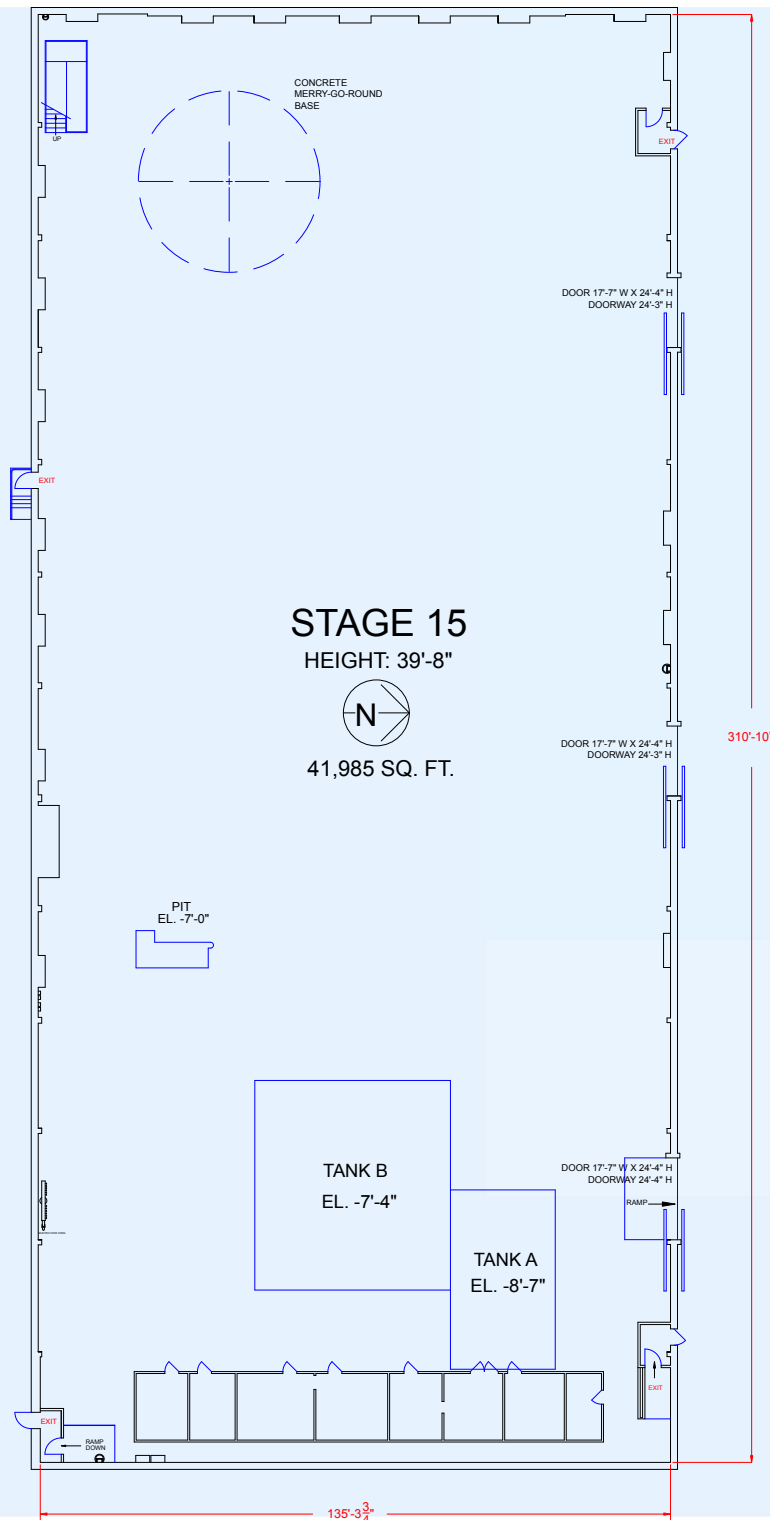 CONCRETE
MERRY-GO-ROUND
BASE
UP
EXIT
DOOR 17'-7" W X 24'-4" H
DOORWAY 24'-3" H
EXIT
STAGE 15
HEIGHT: 39'-8"
N
41,985 SQ. FT.
310'-10"
DOOR 17'-7" W X 24'-4" H
DOORWAY 24'-3" H
PIT
EL. -7'-0"
DOOR 17'-7" W X 24'-4" H
DOORWAY 24'-4" H
RAMP
TANK B
EL. -7'-4"
TANK A
EL. -8'-7"
EXIT
EXIT
RAMP
DOWN
135'-3 3/4"